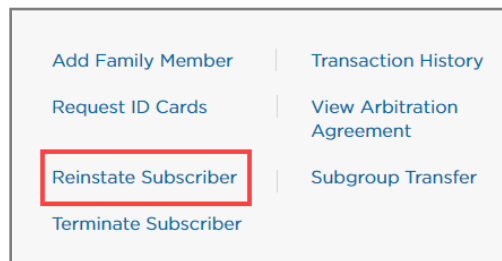 Add Family Member
Transaction History
Request ID Cards
View Arbitration
Agreement
Reinstate Subscriber
Subgroup Transfer
Terminate Subscriber